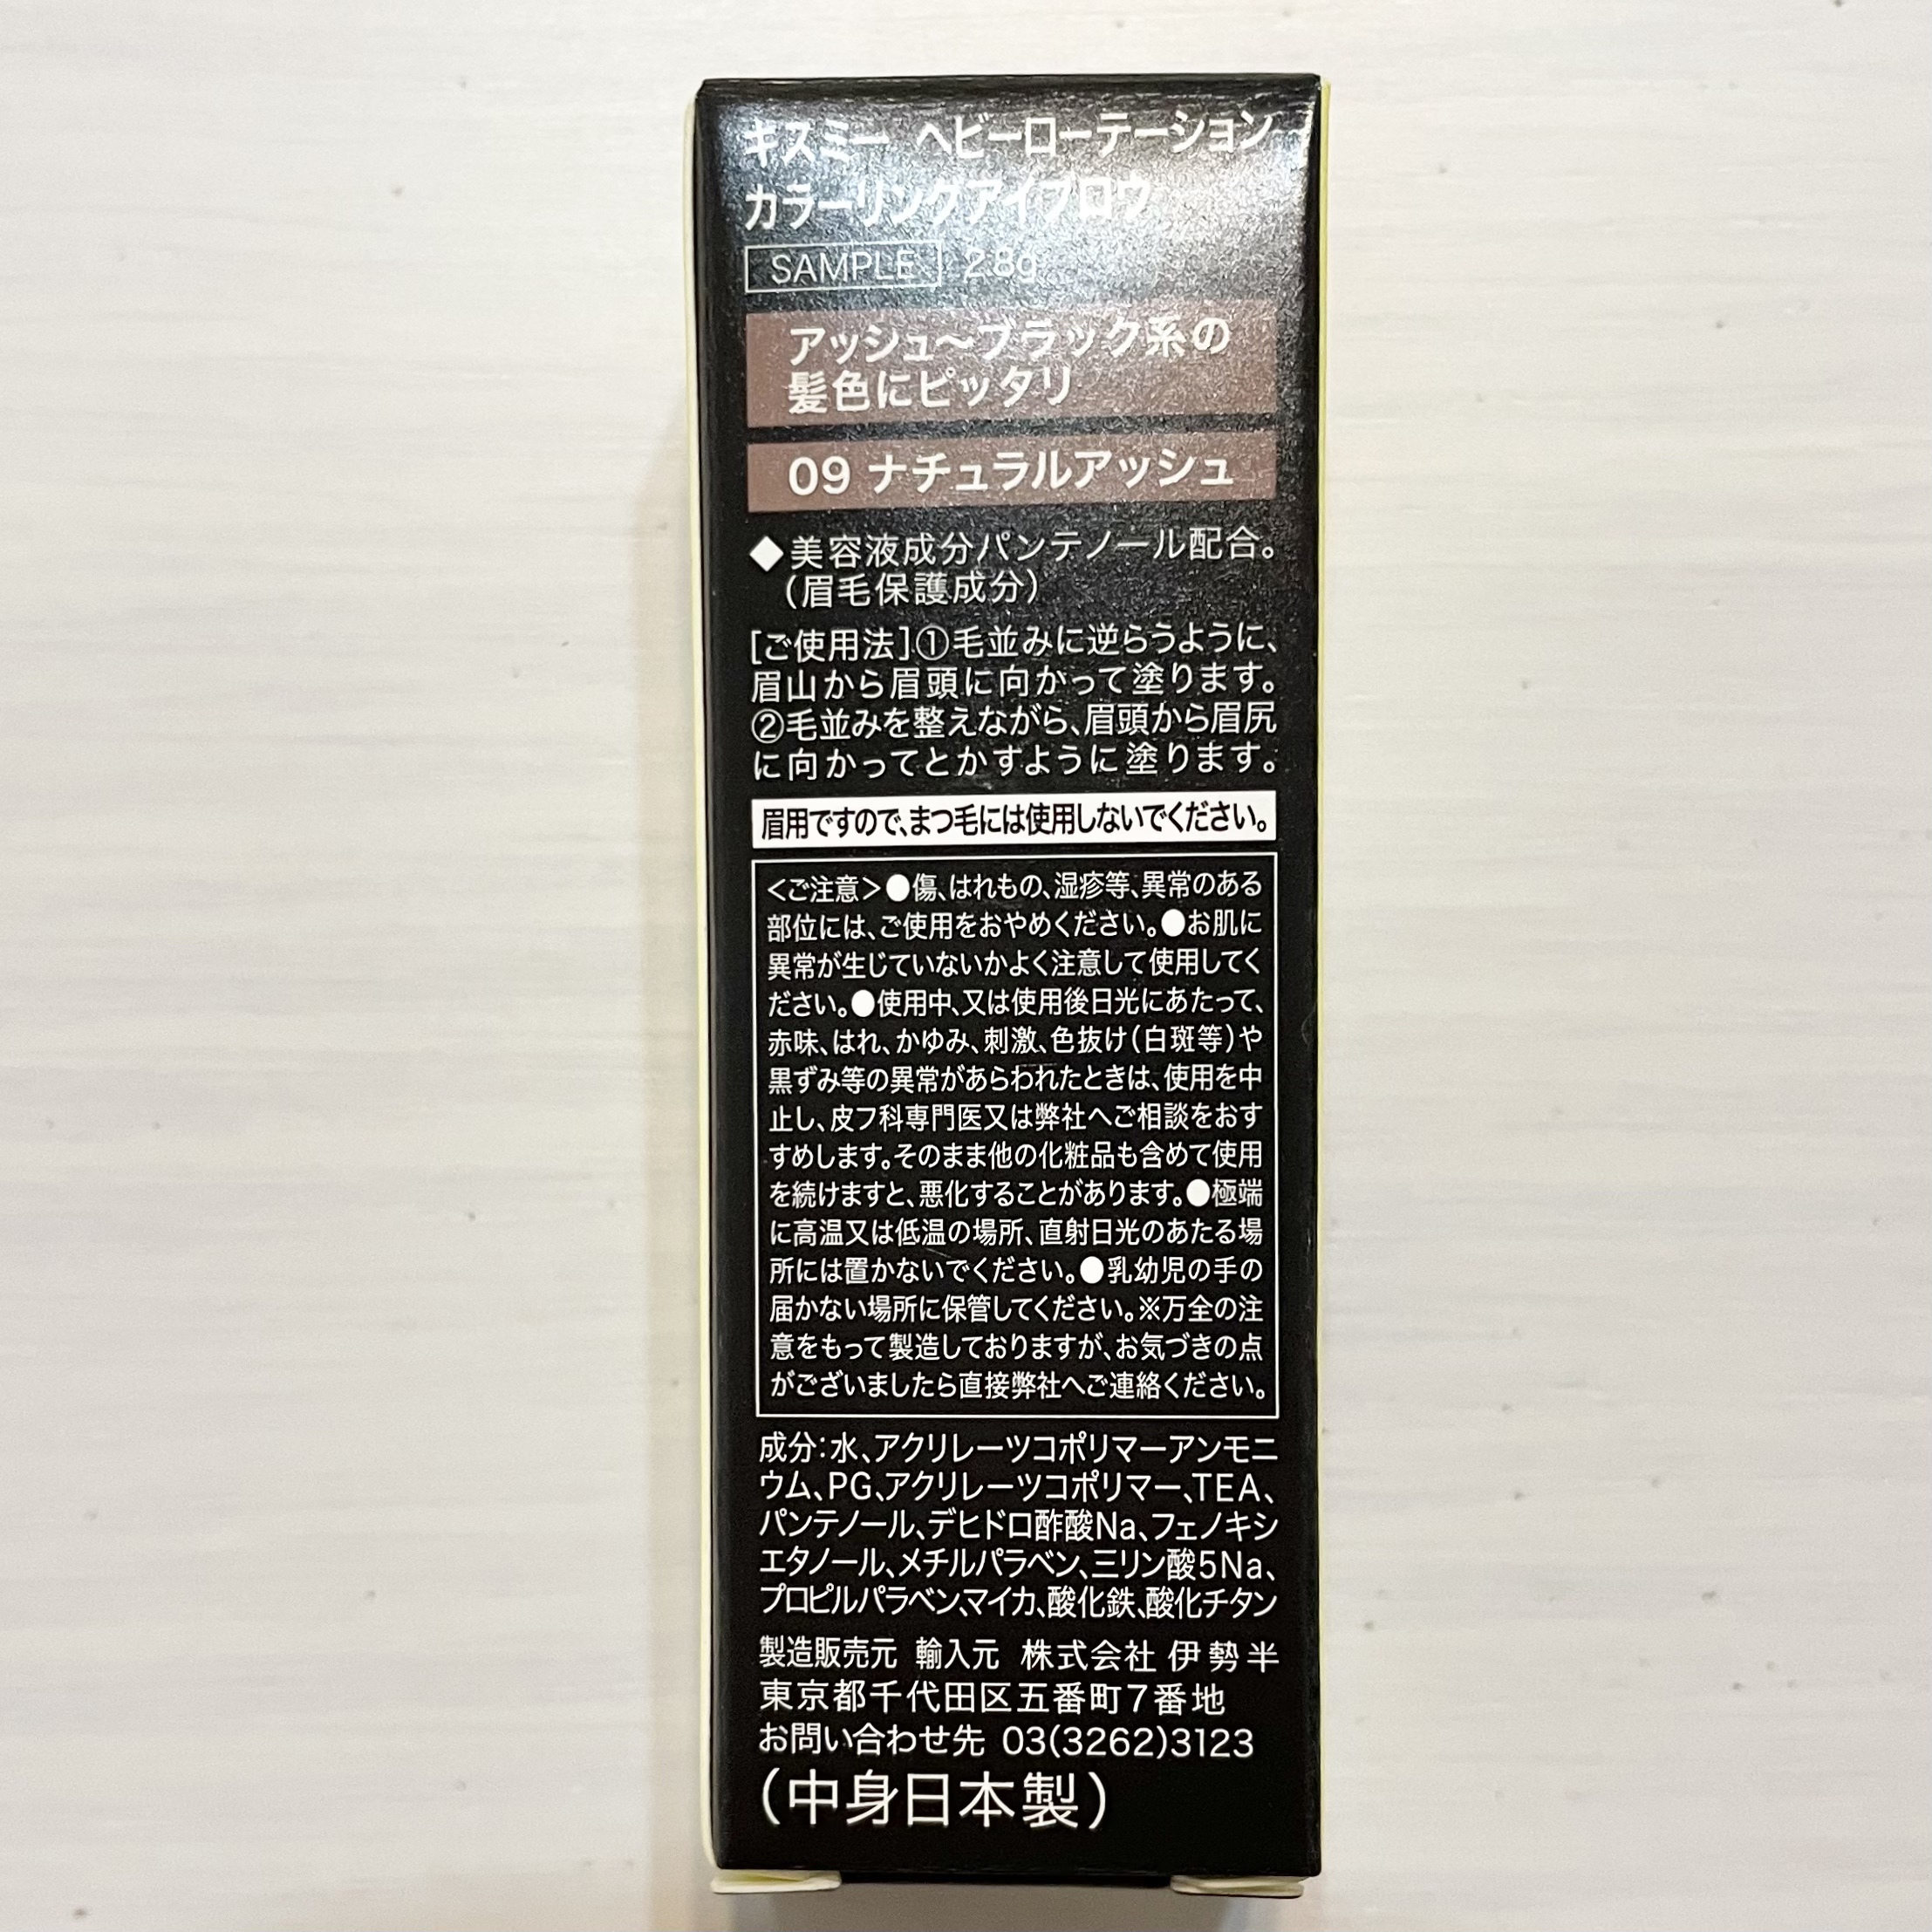 キスミー ヘビーローテーション
カラーリングアイブロウ
SAMPLE 2.8g
アッシュ〜ブラック系の
髪色にピッタリ
09 ナチュラルアッシュ
◆美容液成分パンテノール配合。
（眉毛保護成分）
[ご使用法]①毛並みに逆らうように、
眉山から眉頭に向かって塗ります。
②毛並みを整えながら、眉頭から眉尻
に向かってとかすように塗ります。
眉用ですので、まつ毛には使用しないでください。
＜ご注意＞●傷、はれもの、湿疹等、異常のある
部位には、ご使用をおやめください。●お肌に
異常が生じていないかよく注意して使用してく
ださい。●使用中、又は使用後日光にあたって、
赤味、はれ、かゆみ、刺激、色抜け（白斑等）や
黒ずみ等の異常があらわれたときは、使用を中
止し、皮フ科専門医又は弊社へご相談をおす
すめします。そのまま他の化粧品も含めて使用
を続けますと、悪化することがあります。●極端
に高温又は低温の場所、直射日光のあたる場
所には置かないでください。●乳幼児の手の
届かない場所に保管してください。※万全の注
意をもって製造しておりますが、お気づきの点
がございましたら直接弊社へご連絡ください。
成分：水、アクリレーツコポリマーアンモニ
ウム、PG、アクリレーツコポリマー、TEA、
パンテノール、デヒドロ酢酸Na、フェノキシ
エタノール、メチルパラベン、三リン酸5Na、
プロピルパラベン、マイカ、酸化鉄、酸化チタン
製造販売元 輸入元 株式会社 伊勢半
東京都千代田区五番町7番地
お問い合わせ先 03(3262)3123
（中身日本製）